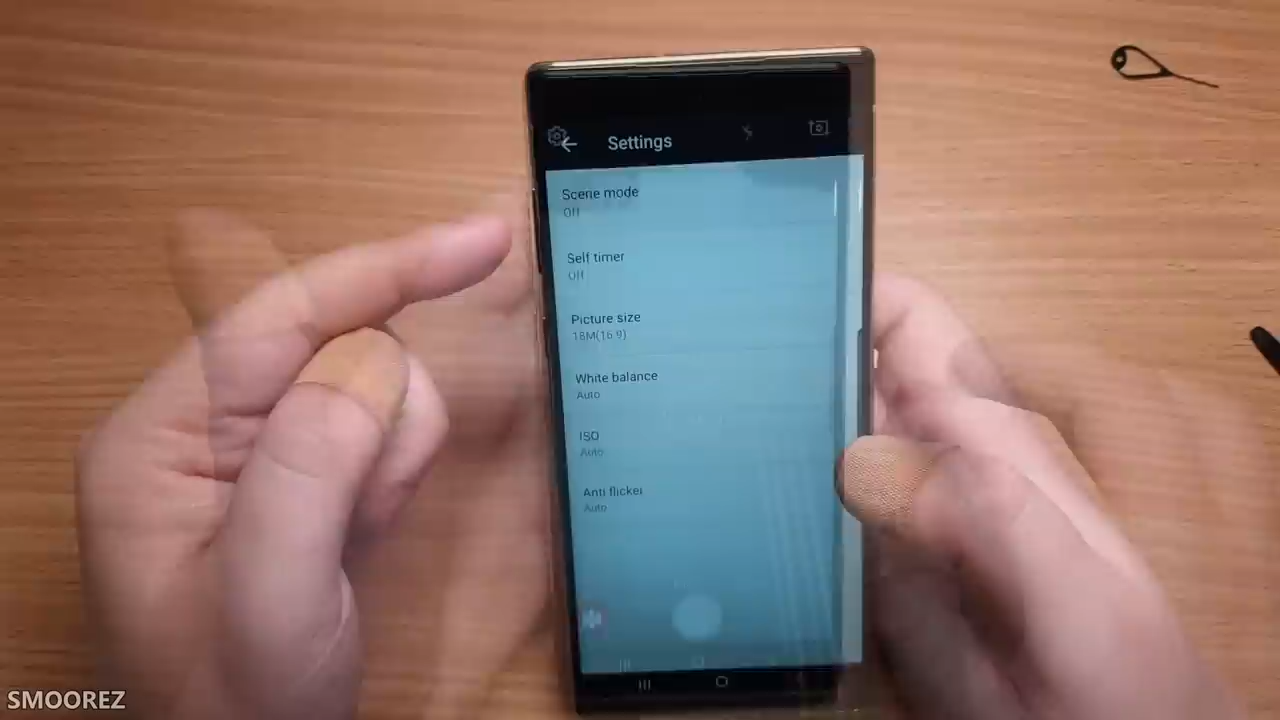 Settings
Scene mode
Off
Self timer
Off
Picture size
18M(16:9)
White balance
Auto
ISO
Auto
Anti flicker
Auto
SMOOREZ